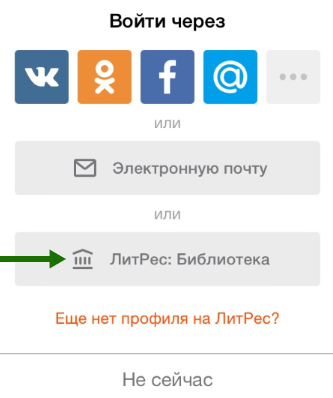 Войти через
или
Электронную почту
или
ЛитРес: Библиотека
Еще нет профиля на ЛитРес?
Не сейчас